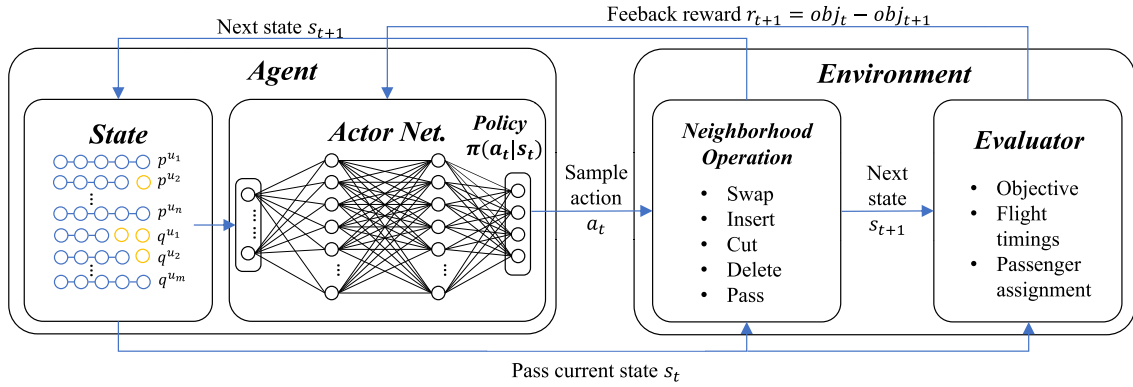 Feeback reward r_{t+1} = obj_t − obj_{t+1}
Next state s_{t+1}
Agent
Environment
State
p^{u_1}
p^{u_2}
⋮
p^{u_n}
q^{u_1}
q^{u_2}
⋮
q^{u_m}
Actor Net.
Policy
π(a_t|s_t)
Sample
action
a_t
Neighborhood
Operation
• Swap
• Insert
• Cut
• Delete
• Pass
Next
state
s_{t+1}
Evaluator
• Objective
• Flight
timings
• Passenger
assignment
Pass current state s_t